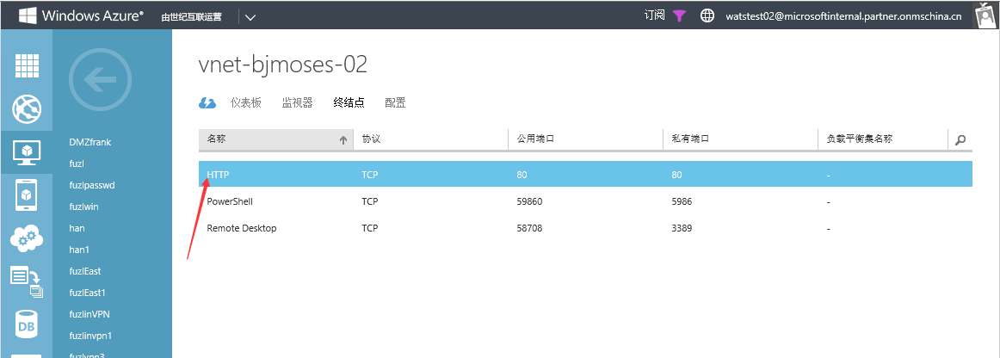 Windows Azure® 由世纪互联运营 订阅 watstest02@microsoftinternal.partner.onmschina.cn
vnet-bjmoses-02
仪表板 监视器 终结点 配置
名称 协议 公用端口 私有端口 负载平衡集名称
HTTP TCP 80 80 -
PowerShell TCP 59860 5986 -
Remote Desktop TCP 58708 3389 -
DMZfrank
fuzl
fuzlpasswd
fuzlwin
han
han1
fuzlEast
fuzlEast1
fuzlinVPN
fuzlinvpn1
fuzlvpn3
DB